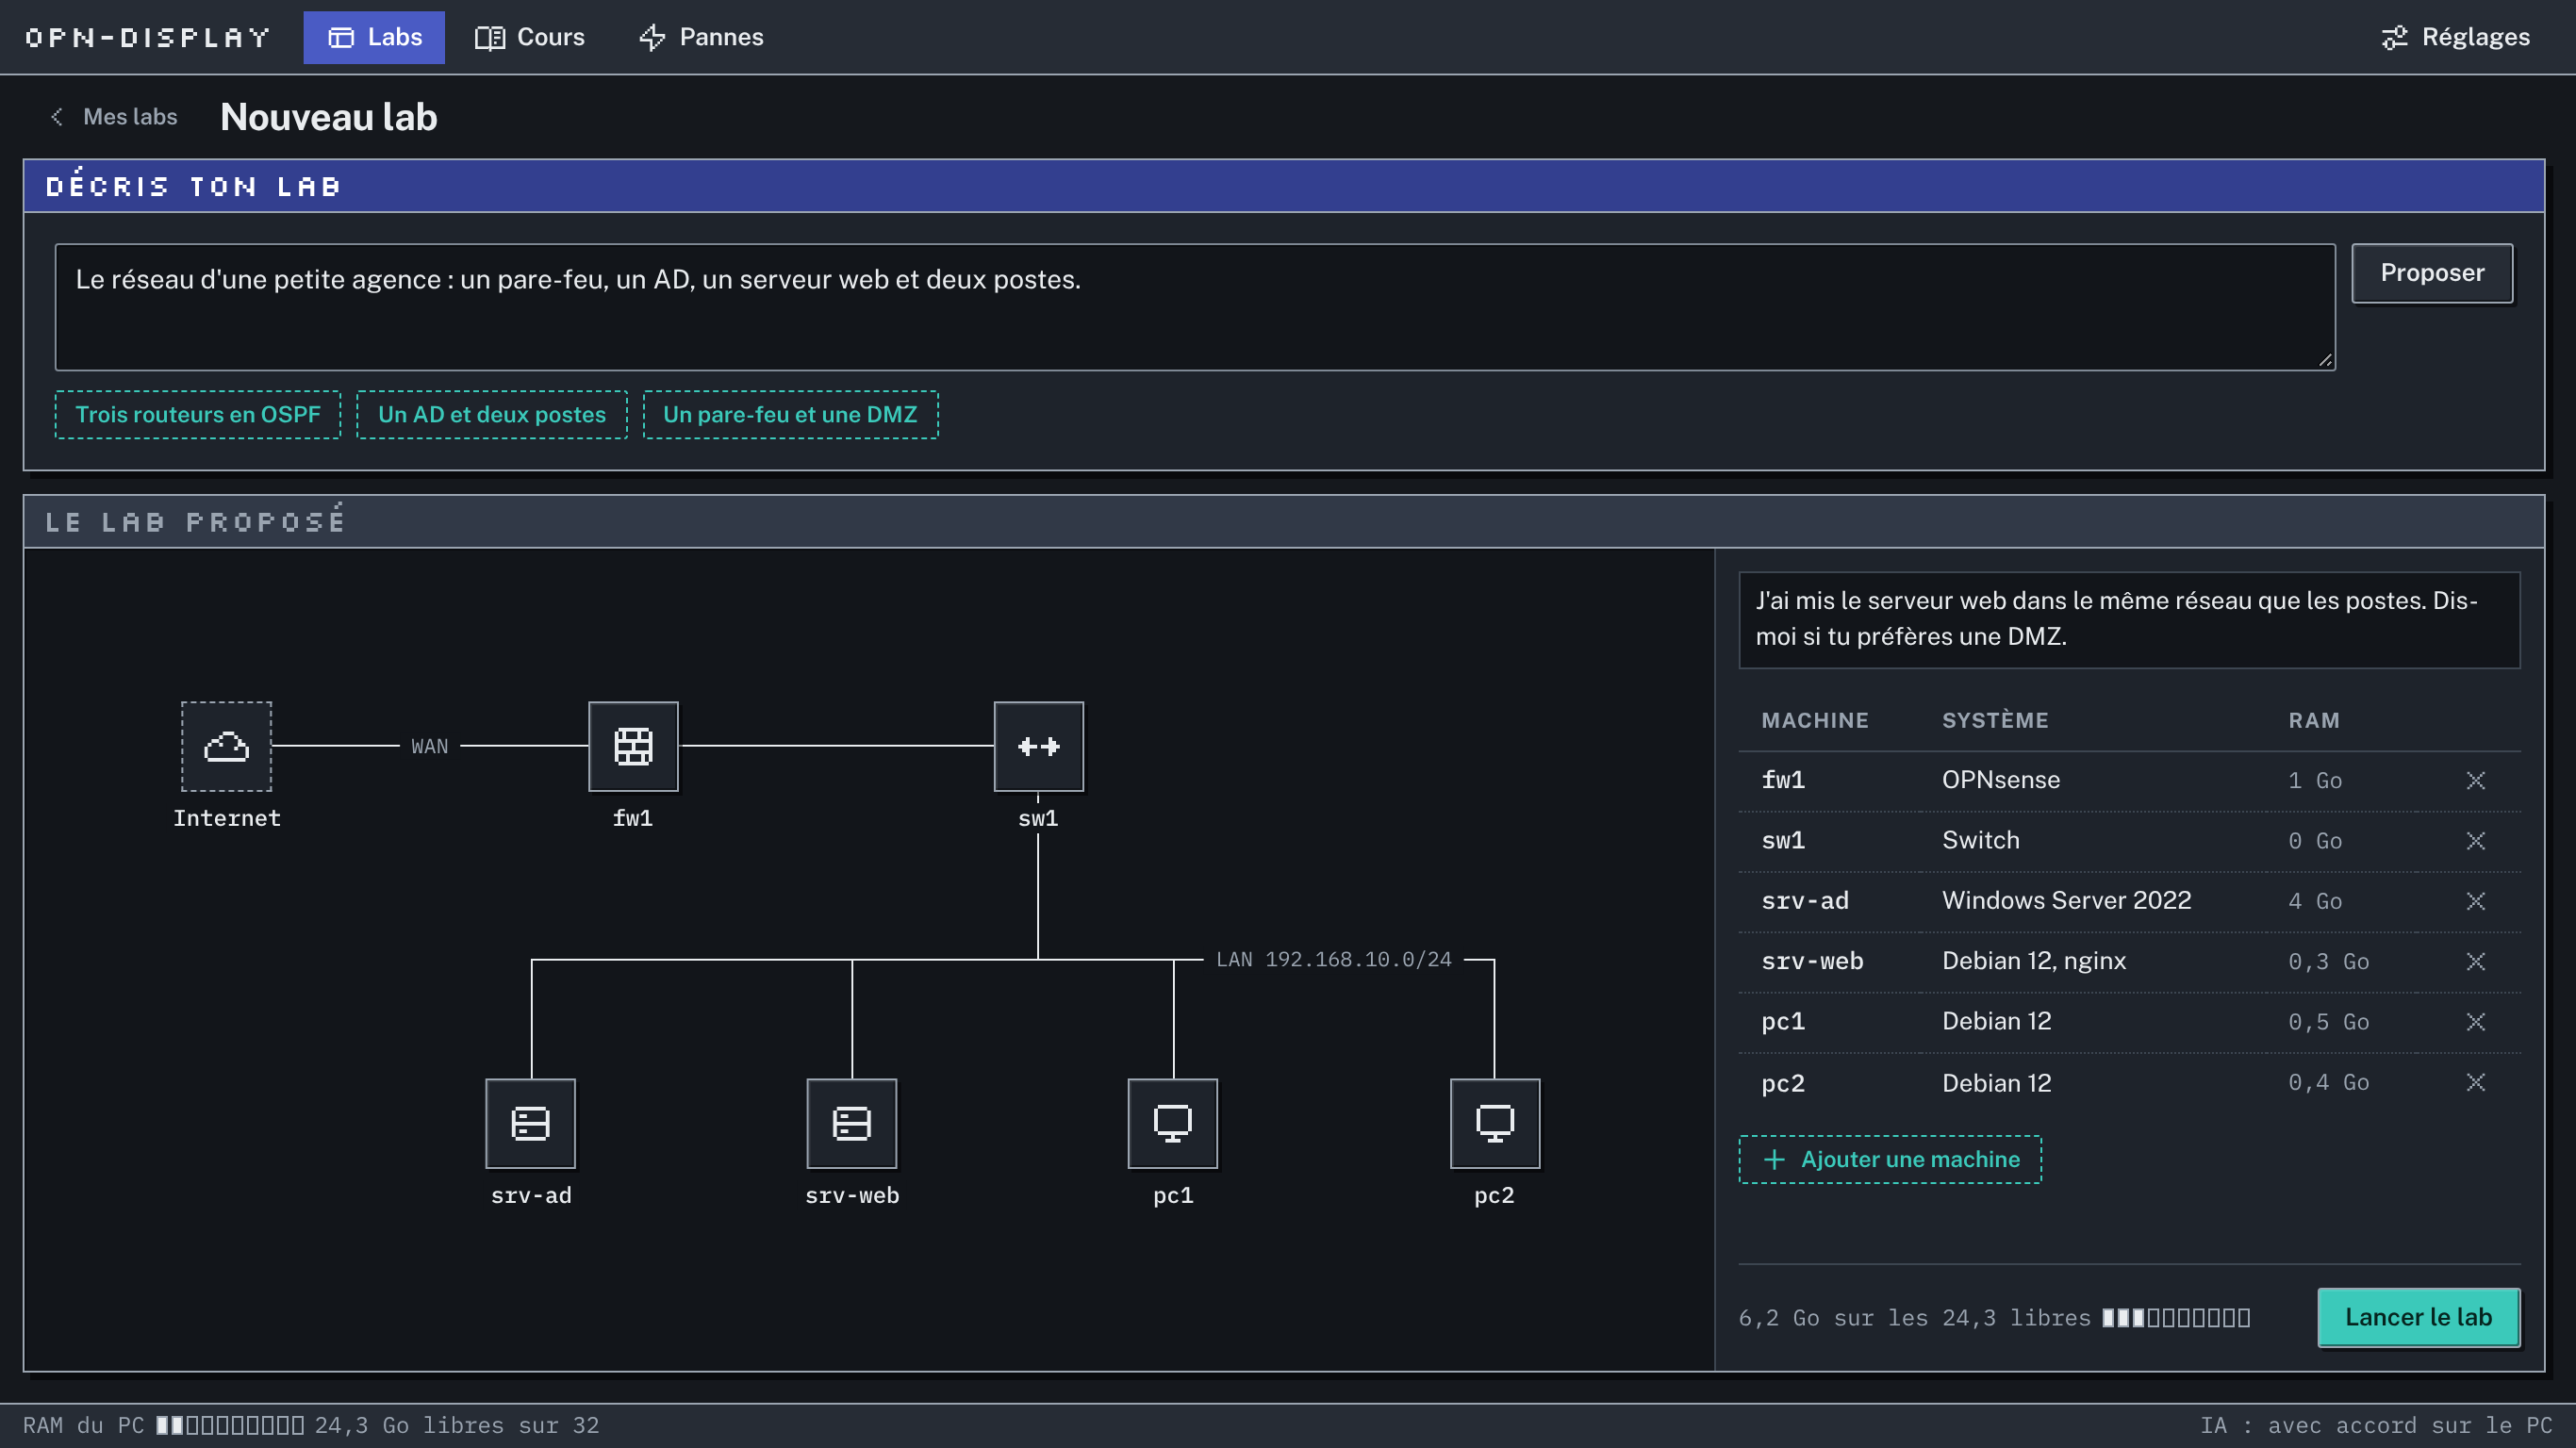 OPN-DISPLAY
Labs
Cours
Pannes
Réglages
Mes labs
Nouveau lab
DÉCRIS TON LAB
Le réseau d'une petite agence : un pare-feu, un AD, un serveur web et deux postes.
Proposer
Trois routeurs en OSPF
Un AD et deux postes
Un pare-feu et une DMZ
LE LAB PROPOSÉ
Internet
WAN
fw1
sw1
LAN 192.168.10.0/24
srv-ad
srv-web
pc1
pc2
J'ai mis le serveur web dans le même réseau que les postes. Dis-
moi si tu préfères une DMZ.
MACHINE SYSTÈME RAM
fw1 OPNsense 1 Go
sw1 Switch 0 Go
srv-ad Windows Server 2022 4 Go
srv-web Debian 12, nginx 0,3 Go
pc1 Debian 12 0,5 Go
pc2 Debian 12 0,4 Go
Ajouter une machine
6,2 Go sur les 24,3 libres
Lancer le lab
RAM du PC 24,3 Go libres sur 32
IA : avec accord sur le PC